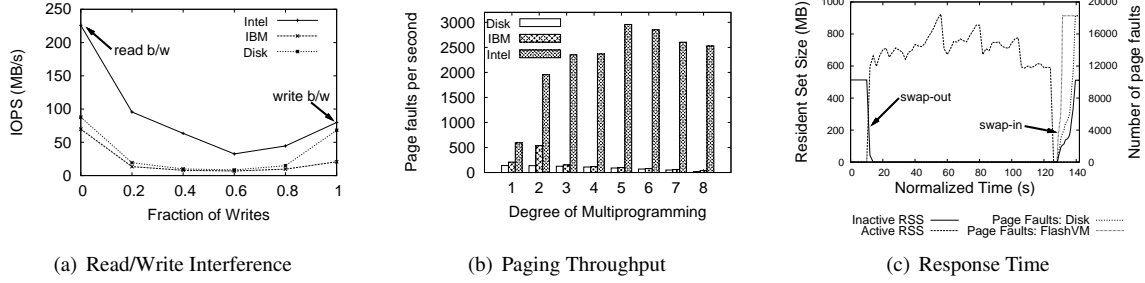 IOPS (MB/s)
250
200
150
100
50
0
0
0.2
0.4
0.6
0.8
1
Fraction of Writes
Intel
IBM
Disk
read b/w
write b/w
(a) Read/Write Interference
Page faults per second
3000
2500
2000
1500
1000
500
0
1 2 3 4 5 6 7 8
Degree of Multiprogramming
Disk
IBM
Intel
(b) Paging Throughput
Resident Set Size (MB)
1000
800
600
400
200
0
0 20 40 60 80 100 120 140
Normalized Time (s)
20000
16000
12000
8000
4000
0
Number of page faults
swap-out
swap-in
Inactive RSS
Active RSS
Page Faults: Disk
Page Faults: FlashVM
(c) Response Time